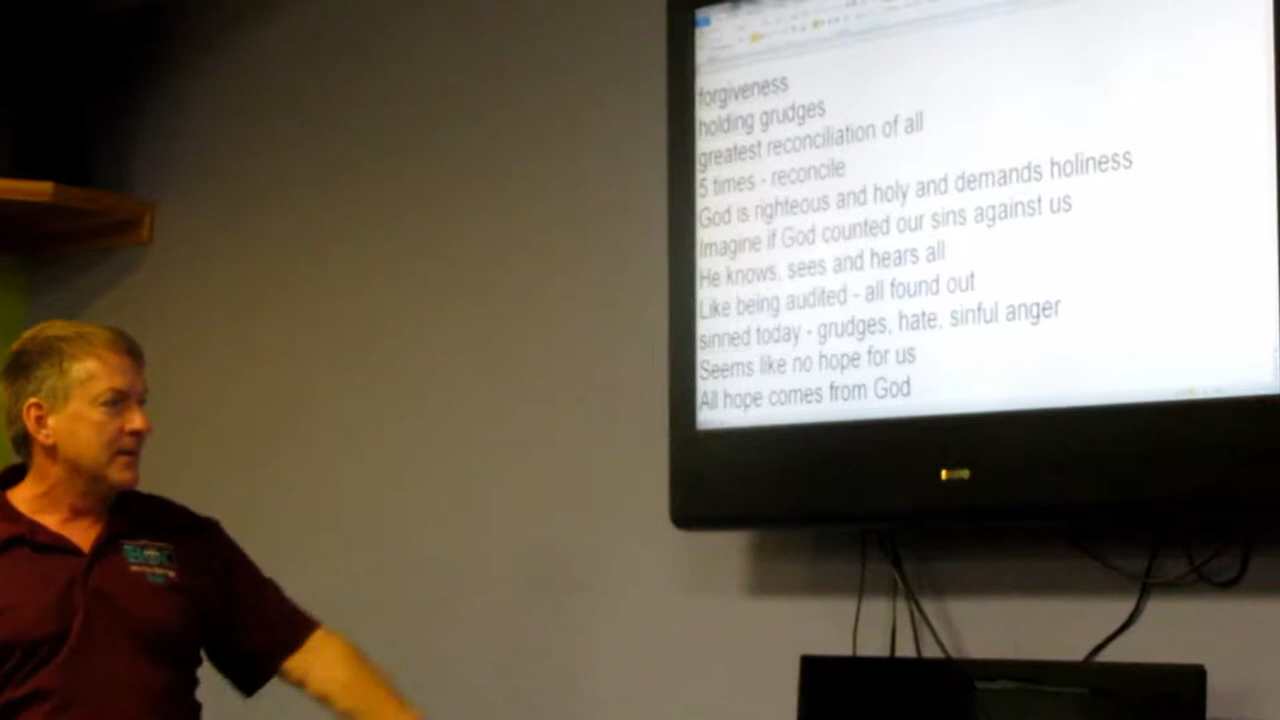 forgiveness
holding grudges
greatest reconciliation of all
5 times - reconcile
God is righteous and holy and demands holiness
Imagine if God counted our sins against us
He knows, sees and hears all
Like being audited - all found out
sinned today - grudges, hate, sinful anger
Seems like no hope for us
All hope comes from God